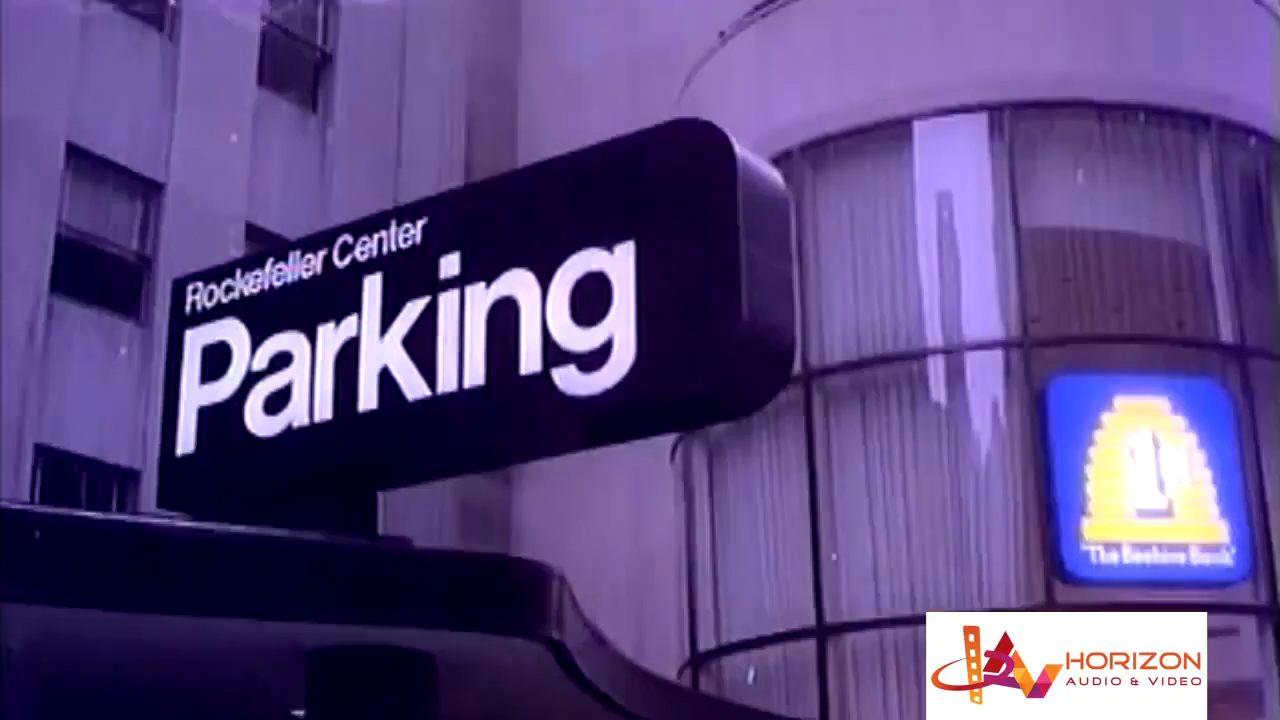 Rockefeller Center
Parking
"The Beehive Bank"
HORIZON
AUDIO & VIDEO